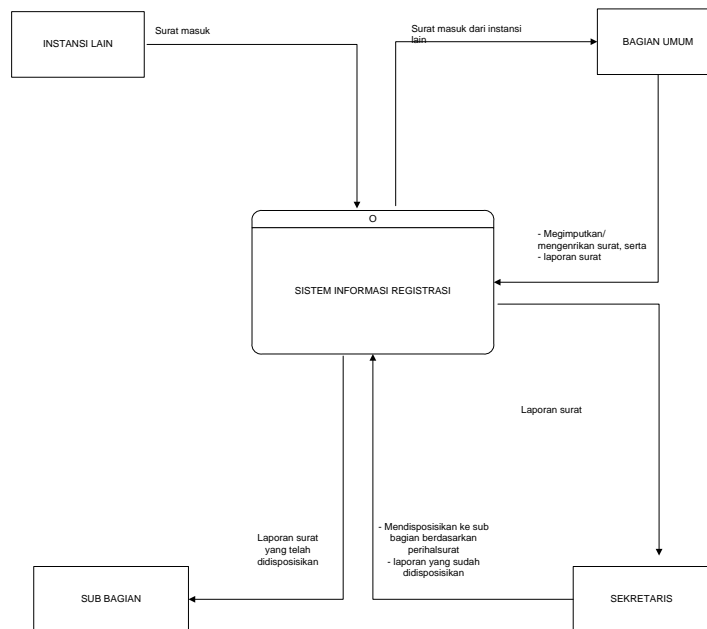 INSTANSI LAIN
Surat masuk
Surat masuk dari instansi
lain
BAGIAN UMUM
O
SISTEM INFORMASI REGISTRASI
- Megimputkan/
mengenrikan surat, serta
- laporan surat
Laporan surat
Laporan surat
yang telah
didisposisikan
- Mendisposisikan ke sub
bagian berdasarkan
perihalsurat
- laporan yang sudah
didisposisikan
SUB BAGIAN
SEKRETARIS